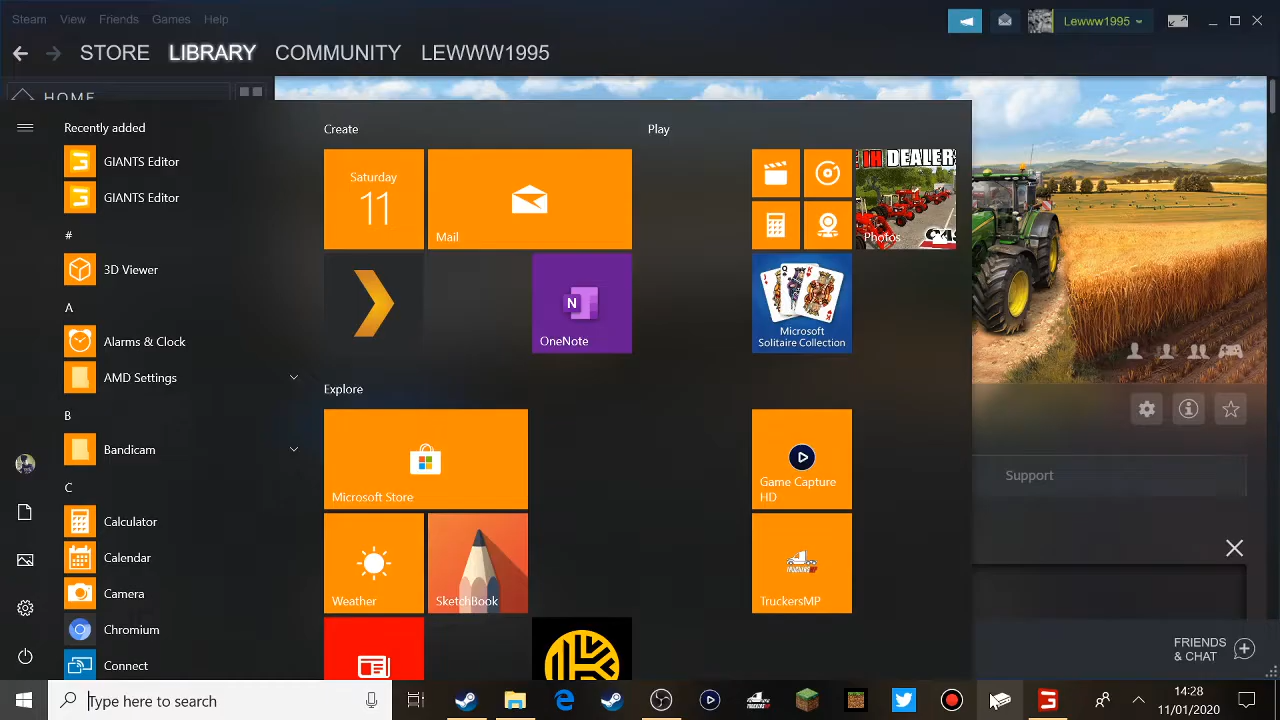 Steam View Friends Games Help
Lewww1995
STORE LIBRARY COMMUNITY LEWWW1995
HOME
Recently added
GIANTS Editor
GIANTS Editor
#
3D Viewer
A
Alarms & Clock
AMD Settings
B
Bandicam
C
Calculator
Calendar
Camera
Chromium
Connect
Create
Saturday
11
Mail
N
OneNote
Explore
Microsoft Store
Weather
SketchBook
Play
IH DEALER
Photos
Microsoft
Solitaire Collection
Game Capture
HD
TRUCKERSMP
TruckersMP
Support
FRIENDS
& CHAT
Type here to search
14:28
11/01/2020